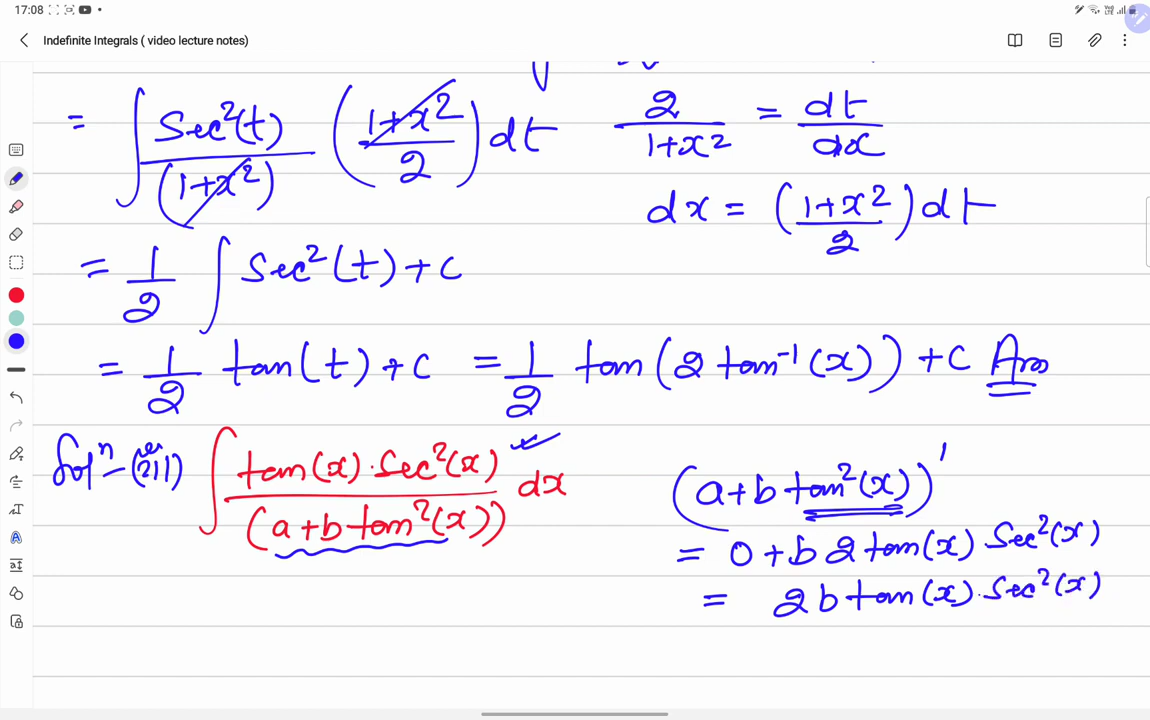 17:08
Indefinite Integrals ( video lecture notes)
= ∫ Sec²(t)/(1+x²) ((1+x²)/2) dt
2/(1+x²) = dt/dx
dx = ((1+x²)/2) dt
= 1/2 ∫ Sec²(t) + c
= 1/2 tan(t) + c = 1/2 tan(2 tan⁻¹(x)) + c Ans
Solⁿ – (211) ∫ tan(x)·Sec²(x)/(a+b tan²(x)) dx
(a+b tan²(x))'
= 0 + b 2 tan(x) Sec²(x)
= 2b tan(x)·Sec²(x)